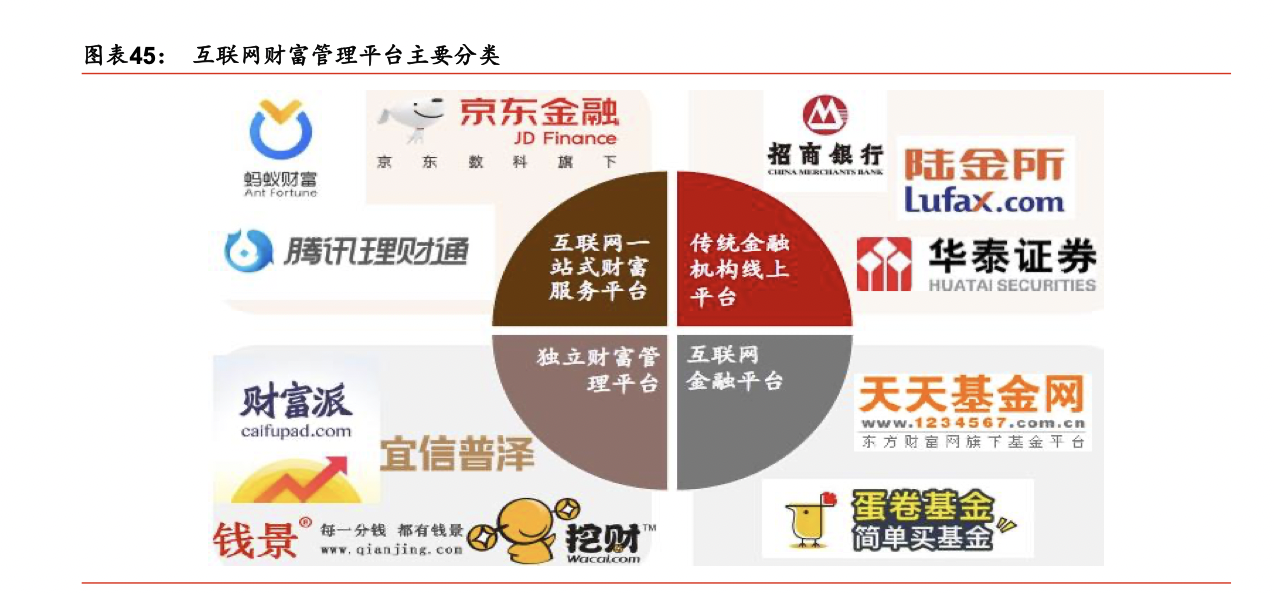 图表45： 互联网财富管理平台主要分类
蚂蚁财富
Ant Fortune
京东金融
JD Finance
京东数科旗下
腾讯理财通
互联网一
站式财富
服务平台
招商银行
CHINA MERCHANTS BANK
陆金所
Lufax.com
华泰证券
HUATAI SECURITIES
传统金融
机构线上
平台
独立财富管
理平台
财富派
caifupad.com
宜信普泽
钱景®
每一分钱 都有钱景
www.qianjing.com
挖财™
Wacai.com
互联网
金融平台
天天基金网
www.1234567.com.cn
东方财富网旗下基金平台
蛋卷基金
简单买基金